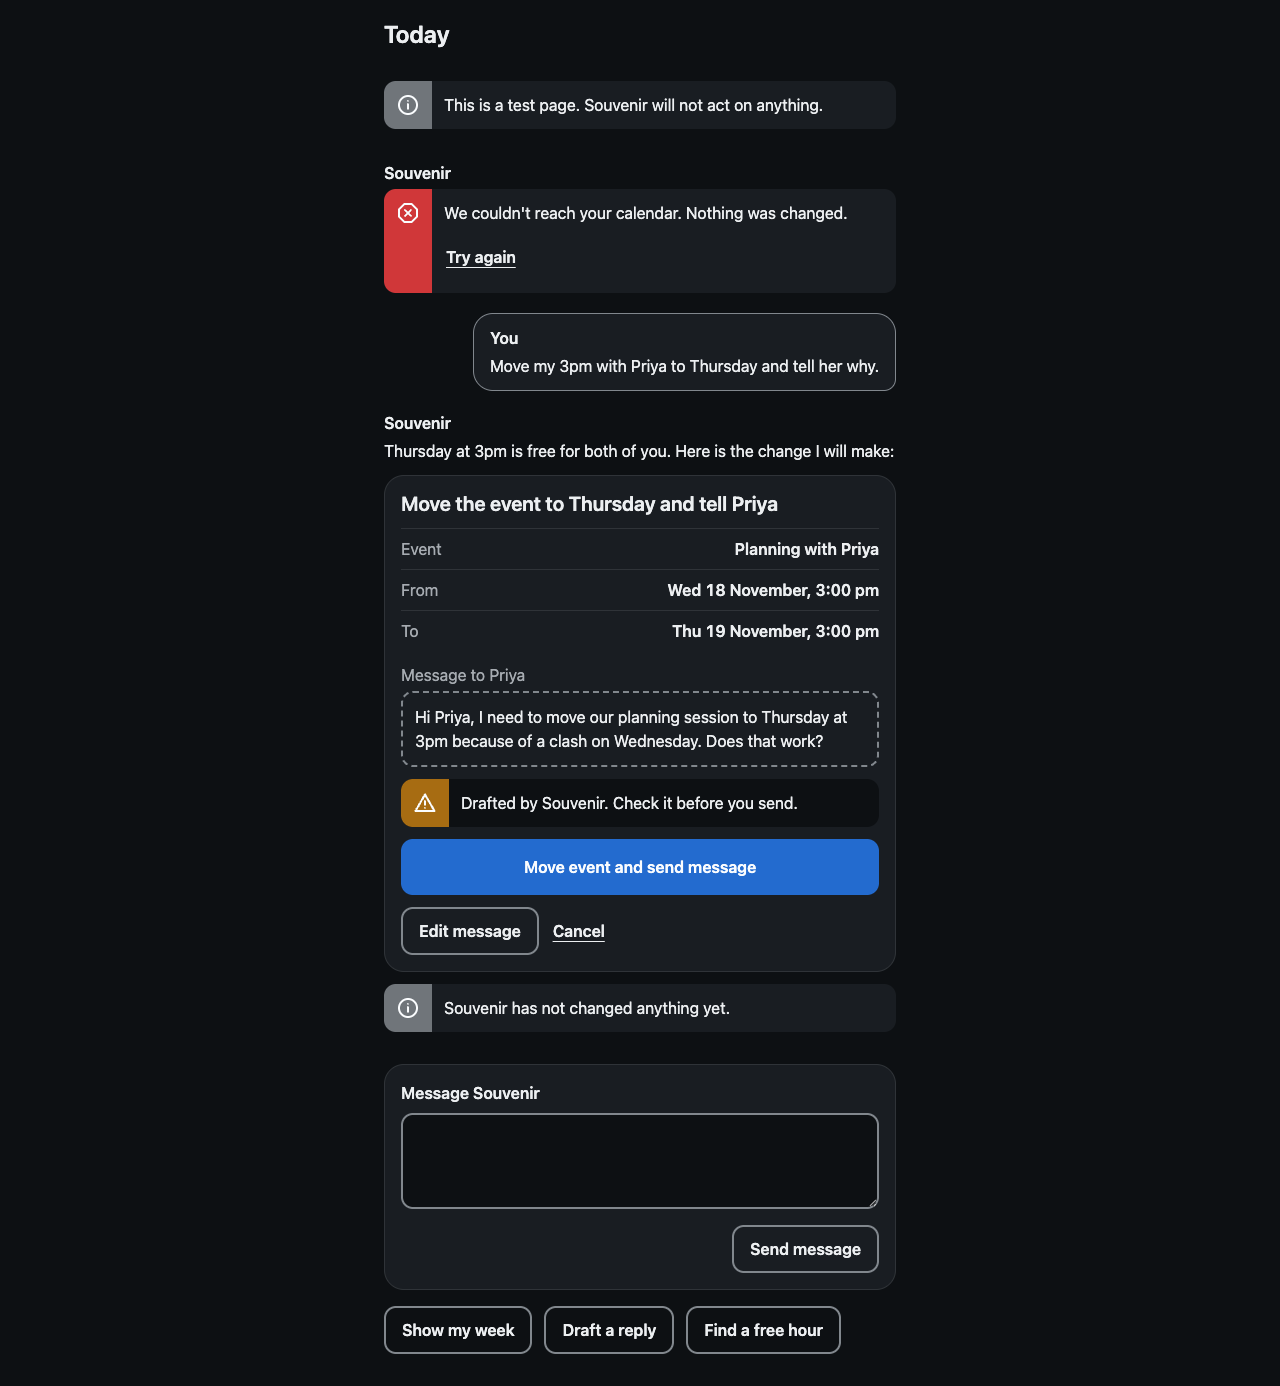 Today
This is a test page. Souvenir will not act on anything.
Souvenir
We couldn't reach your calendar. Nothing was changed.
Try again
You
Move my 3pm with Priya to Thursday and tell her why.
Souvenir
Thursday at 3pm is free for both of you. Here is the change I will make:
Move the event to Thursday and tell Priya
Event Planning with Priya
From Wed 18 November, 3:00 pm
To Thu 19 November, 3:00 pm
Message to Priya
Hi Priya, I need to move our planning session to Thursday at
3pm because of a clash on Wednesday. Does that work?
Drafted by Souvenir. Check it before you send.
Move event and send message
Edit message Cancel
Souvenir has not changed anything yet.
Message Souvenir
Send message
Show my week Draft a reply Find a free hour